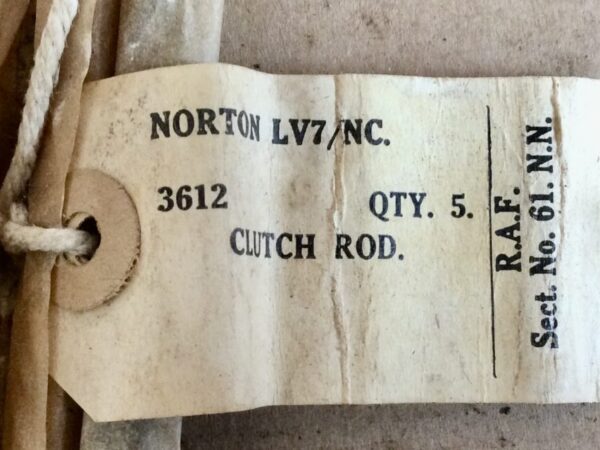 NORTON LV7/NC.
3612 QTY. 5.
CLUTCH ROD.
R.A.F.
Sect. No. 61. N.N.